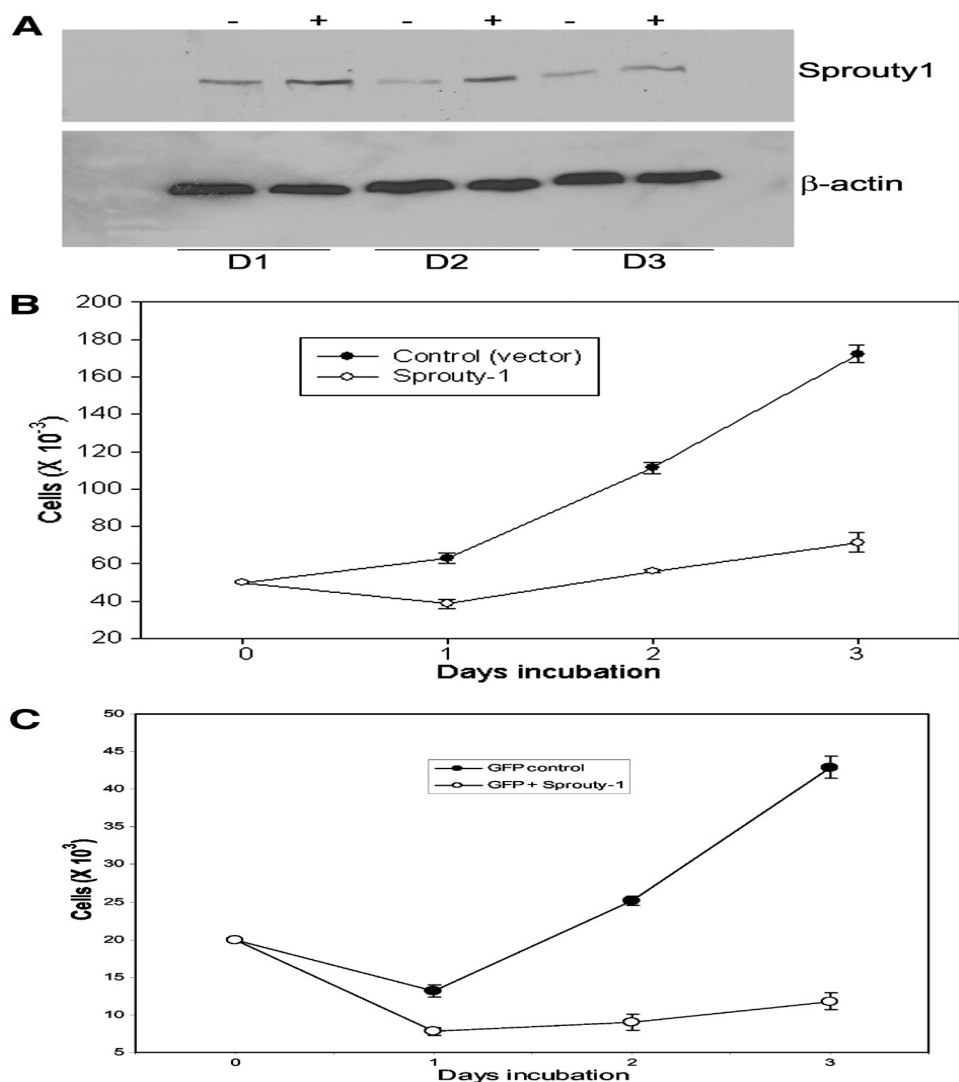 A
- + - + - +
Sprouty1
β-actin
D1 D2 D3
B
200
180
160
140
120
100
80
60
40
20
Cells (X 10⁻³)
Control (vector)
Sprouty-1
0 1 2 3
Days incubation
C
50
45
40
35
30
25
20
15
10
5
Cells (X 10³)
GFP control
GFP + Sprouty-1
0 1 2 3
Days incubation